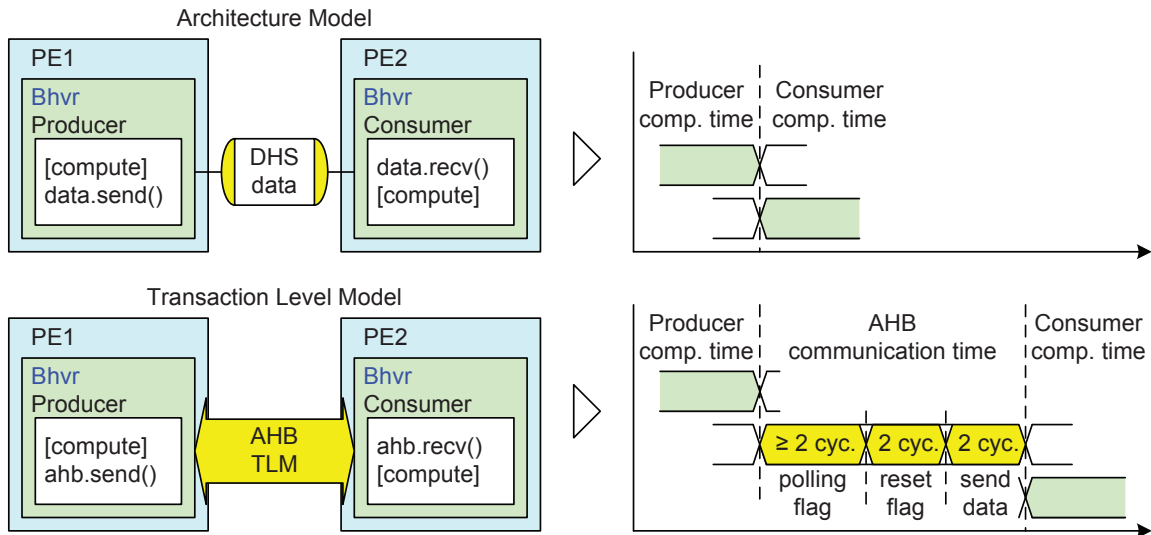 Architecture Model
PE1
Bhvr
Producer
[compute]
data.send()
DHS
data
PE2
Bhvr
Consumer
data.recv()
[compute]
Producer
comp. time
Consumer
comp. time
Transaction Level Model
PE1
Bhvr
Producer
[compute]
ahb.send()
AHB
TLM
PE2
Bhvr
Consumer
ahb.recv()
[compute]
Producer
comp. time
AHB
communication time
Consumer
comp. time
≥ 2 cyc.
2 cyc.
2 cyc.
polling
flag
reset
flag
send
data